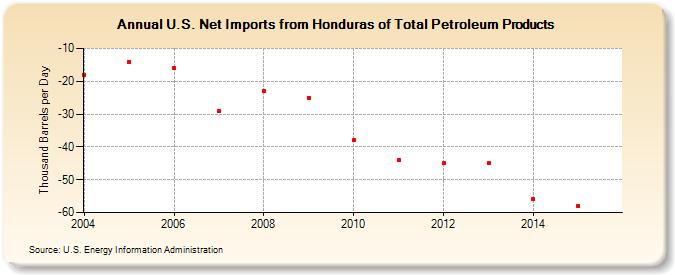 Annual U.S. Net Imports from Honduras of Total Petroleum Products
Thousand Barrels per Day
-10
-20
-30
-40
-50
-60
2004 2006 2008 2010 2012 2014
Source: U.S. Energy Information Administration